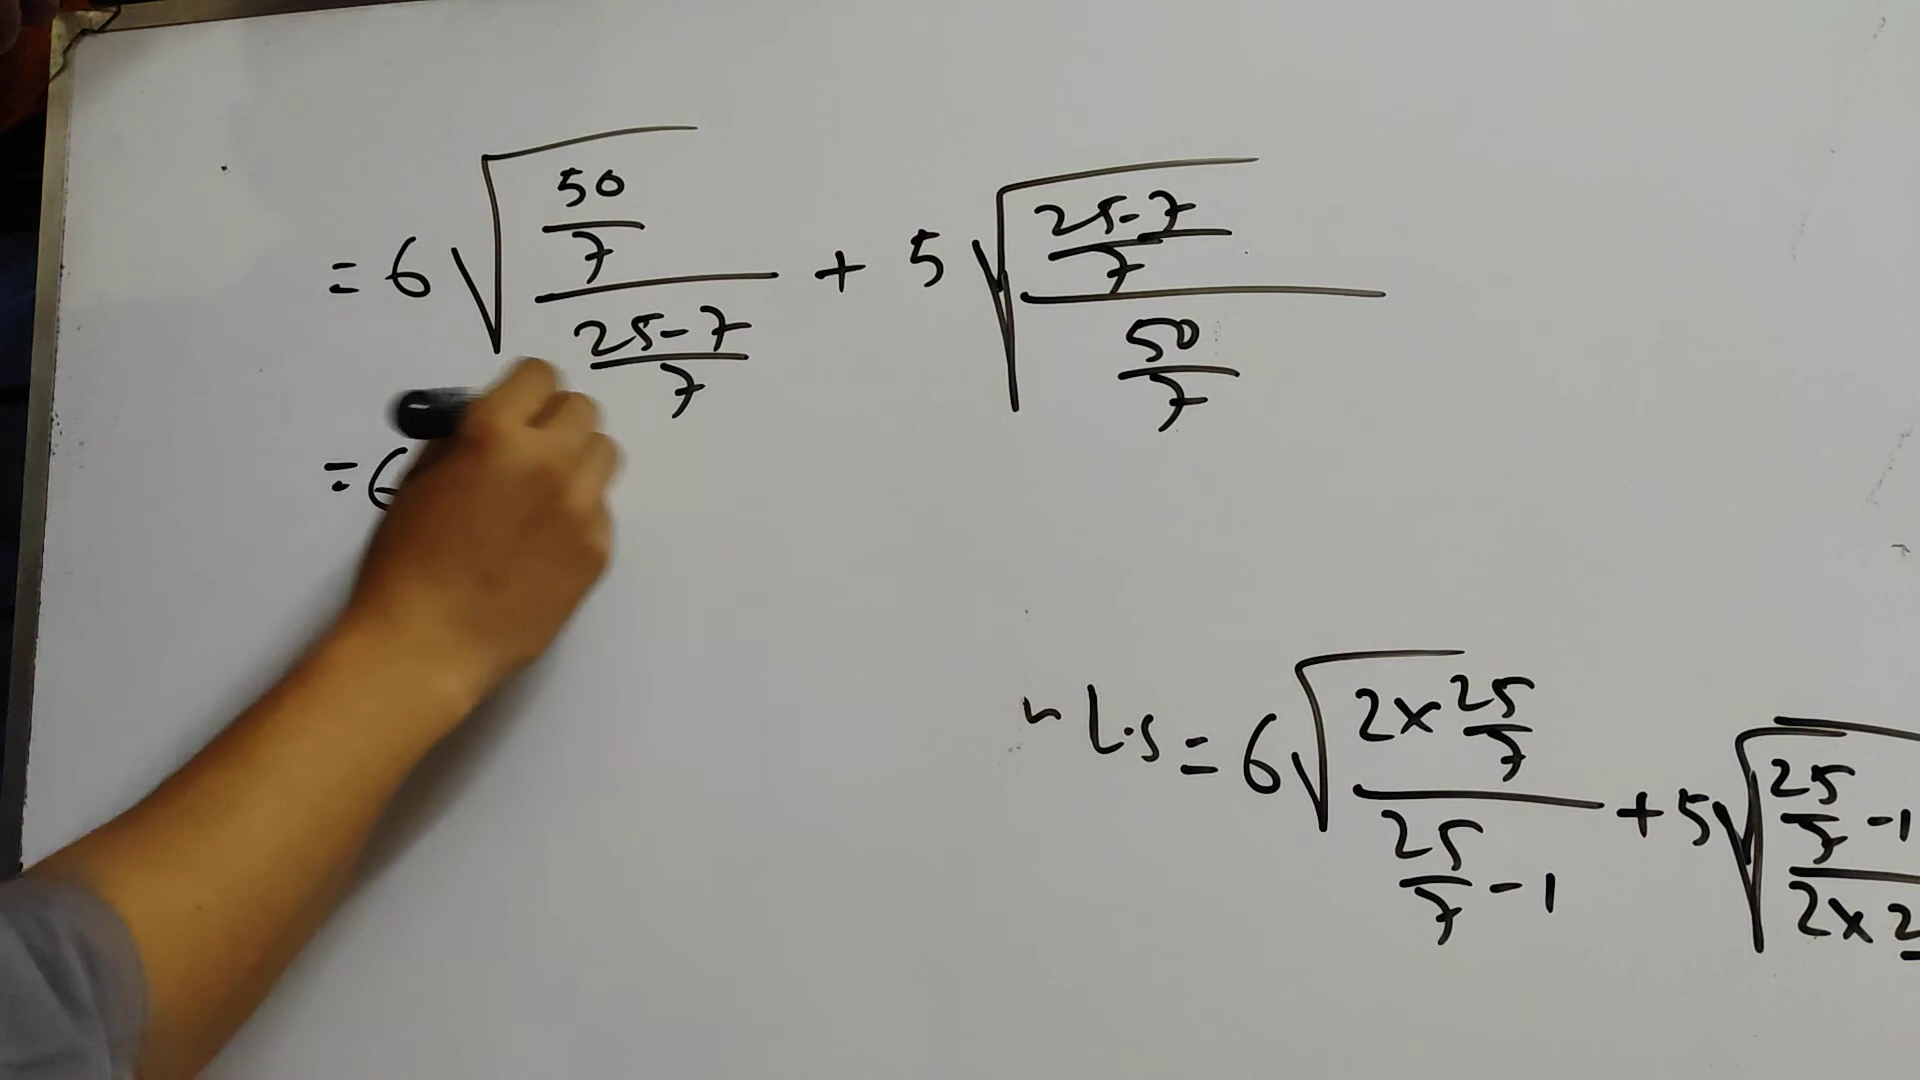 = 6 √((50/7)/((25-7)/7)) + 5 √(((25-7)/7)/(50/7))
= 6
L.S = 6 √((2 x 25/7)/(25/7 - 1)) + 5 √((25/7 - 1)/(2 x 2